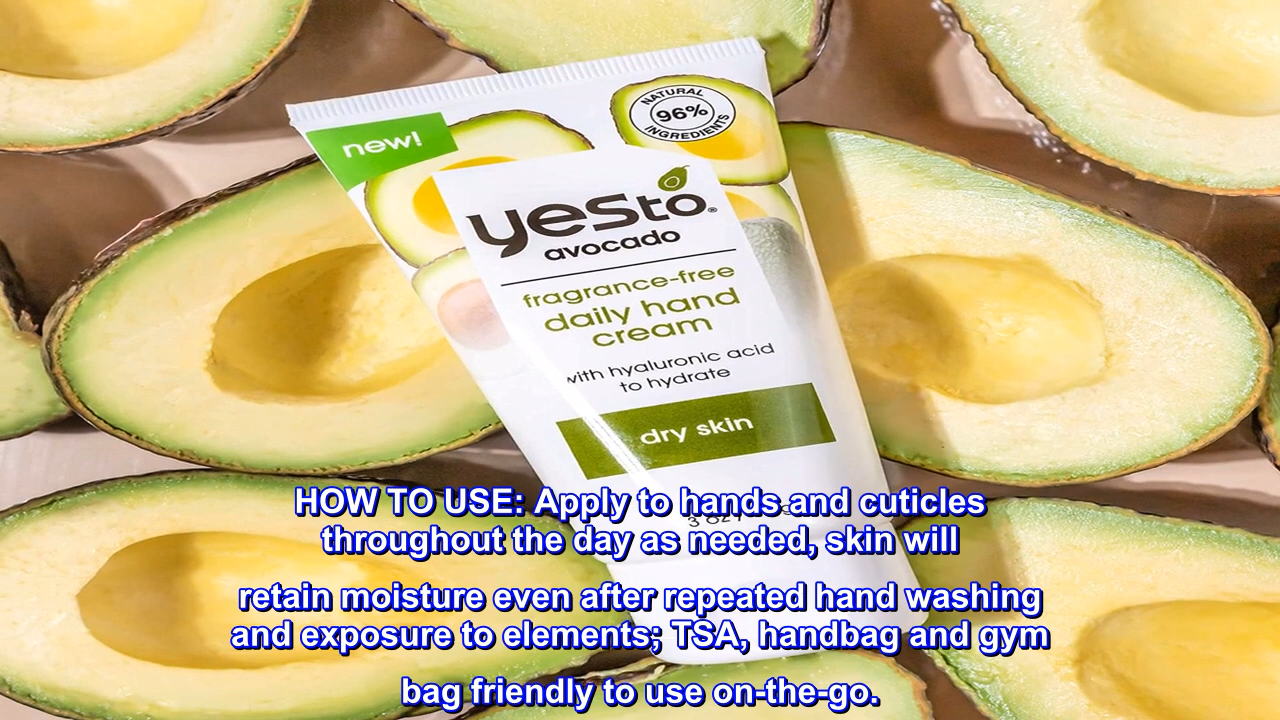 new!
NATURAL
96%
INGREDIENTS
yesto®
avocado
fragrance-free
daily hand
cream
with hyaluronic acid
to hydrate
dry skin
HOW TO USE: Apply to hands and cuticles
throughout the day as needed, skin will
retain moisture even after repeated hand washing
and exposure to elements; TSA, handbag and gym
bag friendly to use on-the-go.